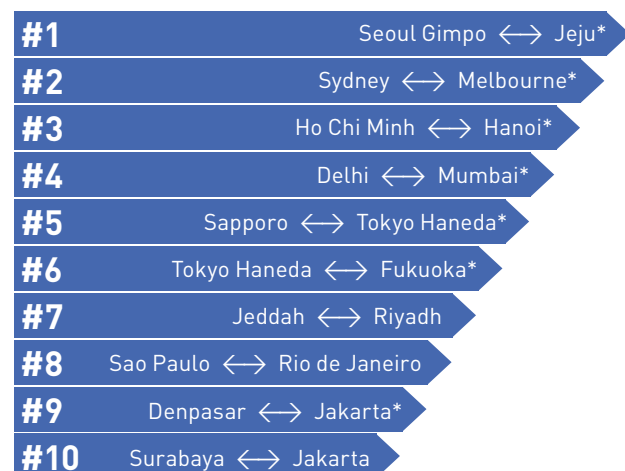 #1 Seoul Gimpo ⟷ Jeju*
#2 Sydney ⟷ Melbourne*
#3 Ho Chi Minh ⟷ Hanoi*
#4 Delhi ⟷ Mumbai*
#5 Sapporo ⟷ Tokyo Haneda*
#6 Tokyo Haneda ⟷ Fukuoka*
#7 Jeddah ⟷ Riyadh
#8 Sao Paulo ⟷ Rio de Janeiro
#9 Denpasar ⟷ Jakarta*
#10 Surabaya ⟷ Jakarta